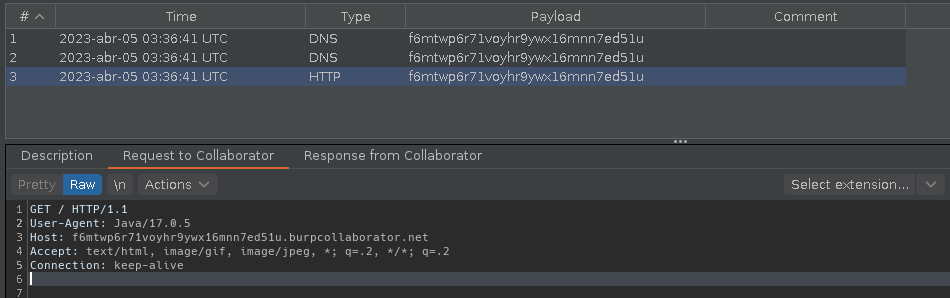 # Time Type Payload Comment
1 2023-abr-05 03:36:41 UTC DNS f6mtwp6r71voyhr9ywx16mnn7ed51u
2 2023-abr-05 03:36:41 UTC DNS f6mtwp6r71voyhr9ywx16mnn7ed51u
3 2023-abr-05 03:36:41 UTC HTTP f6mtwp6r71voyhr9ywx16mnn7ed51u
Description Request to Collaborator Response from Collaborator
Pretty Raw \n Actions Select extension...
1 GET / HTTP/1.1
2 User-Agent: Java/17.0.5
3 Host: f6mtwp6r71voyhr9ywx16mnn7ed51u.burpcollaborator.net
4 Accept: text/html, image/gif, image/jpeg, *; q=.2, */*; q=.2
5 Connection: keep-alive
6
7